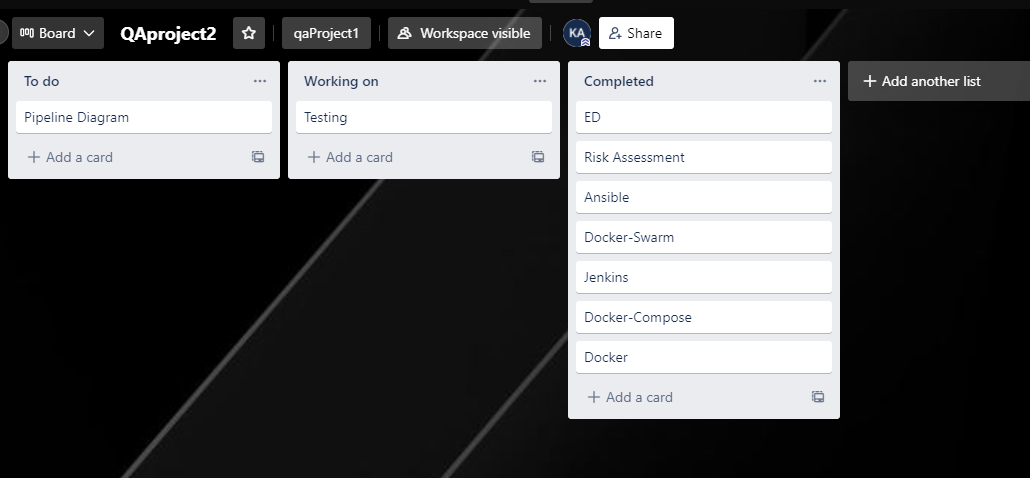 Board
QAproject2
qaProject1
Workspace visible
KA
Share
To do
Pipeline Diagram
Add a card
Working on
Testing
Add a card
Completed
ED
Risk Assessment
Ansible
Docker-Swarm
Jenkins
Docker-Compose
Docker
Add a card
Add another list